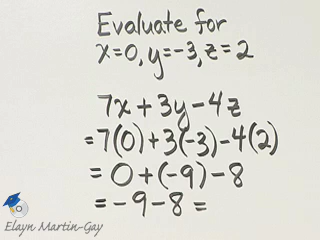 Evaluate for
x=0, y=-3, z=2
7x+3y-4z
=7(0)+3(-3)-4(2)
= 0+(-9)-8
= -9-8=
Elayn Martin-Gay